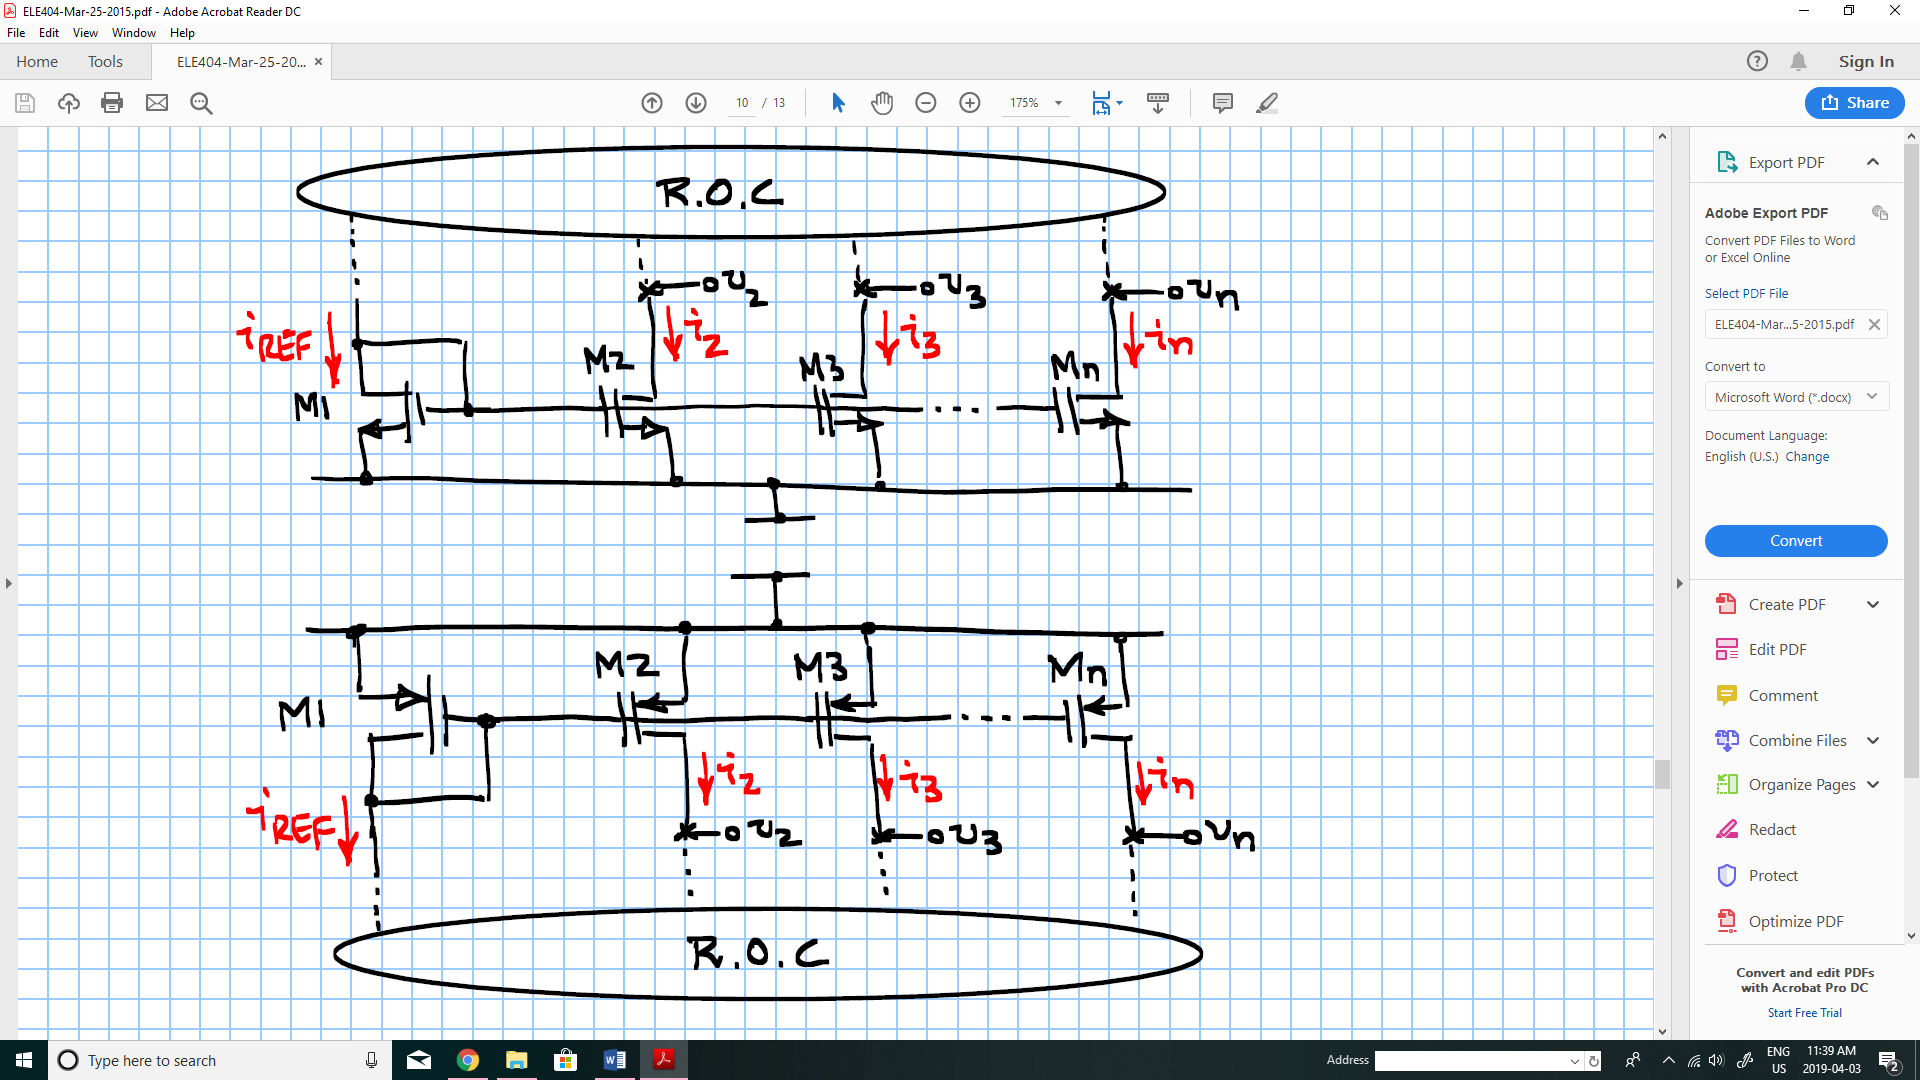 ELE404-Mar-25-2015.pdf - Adobe Acrobat Reader DC
File Edit View Window Help
Home Tools ELE404-Mar-25-20... × Sign In
10 / 13 175% Share
R.O.C
v2 v3 vn
iREF i2 i3 in
M1 M2 M3 Mn
M1 M2 M3 Mn
iREF i2 i3 in
v2 v3 vn
R.O.C
Export PDF
Adobe Export PDF
Convert PDF Files to Word
or Excel Online
Select PDF File
ELE404-Mar...5-2015.pdf
Convert to
Microsoft Word (*.docx)
Document Language:
English (U.S.) Change
Convert
Create PDF
Edit PDF
Comment
Combine Files
Organize Pages
Redact
Protect
Optimize PDF
Convert and edit PDFs
with Acrobat Pro DC
Start Free Trial
Type here to search
Address
ENG
US
11:39 AM
2019-04-03
2